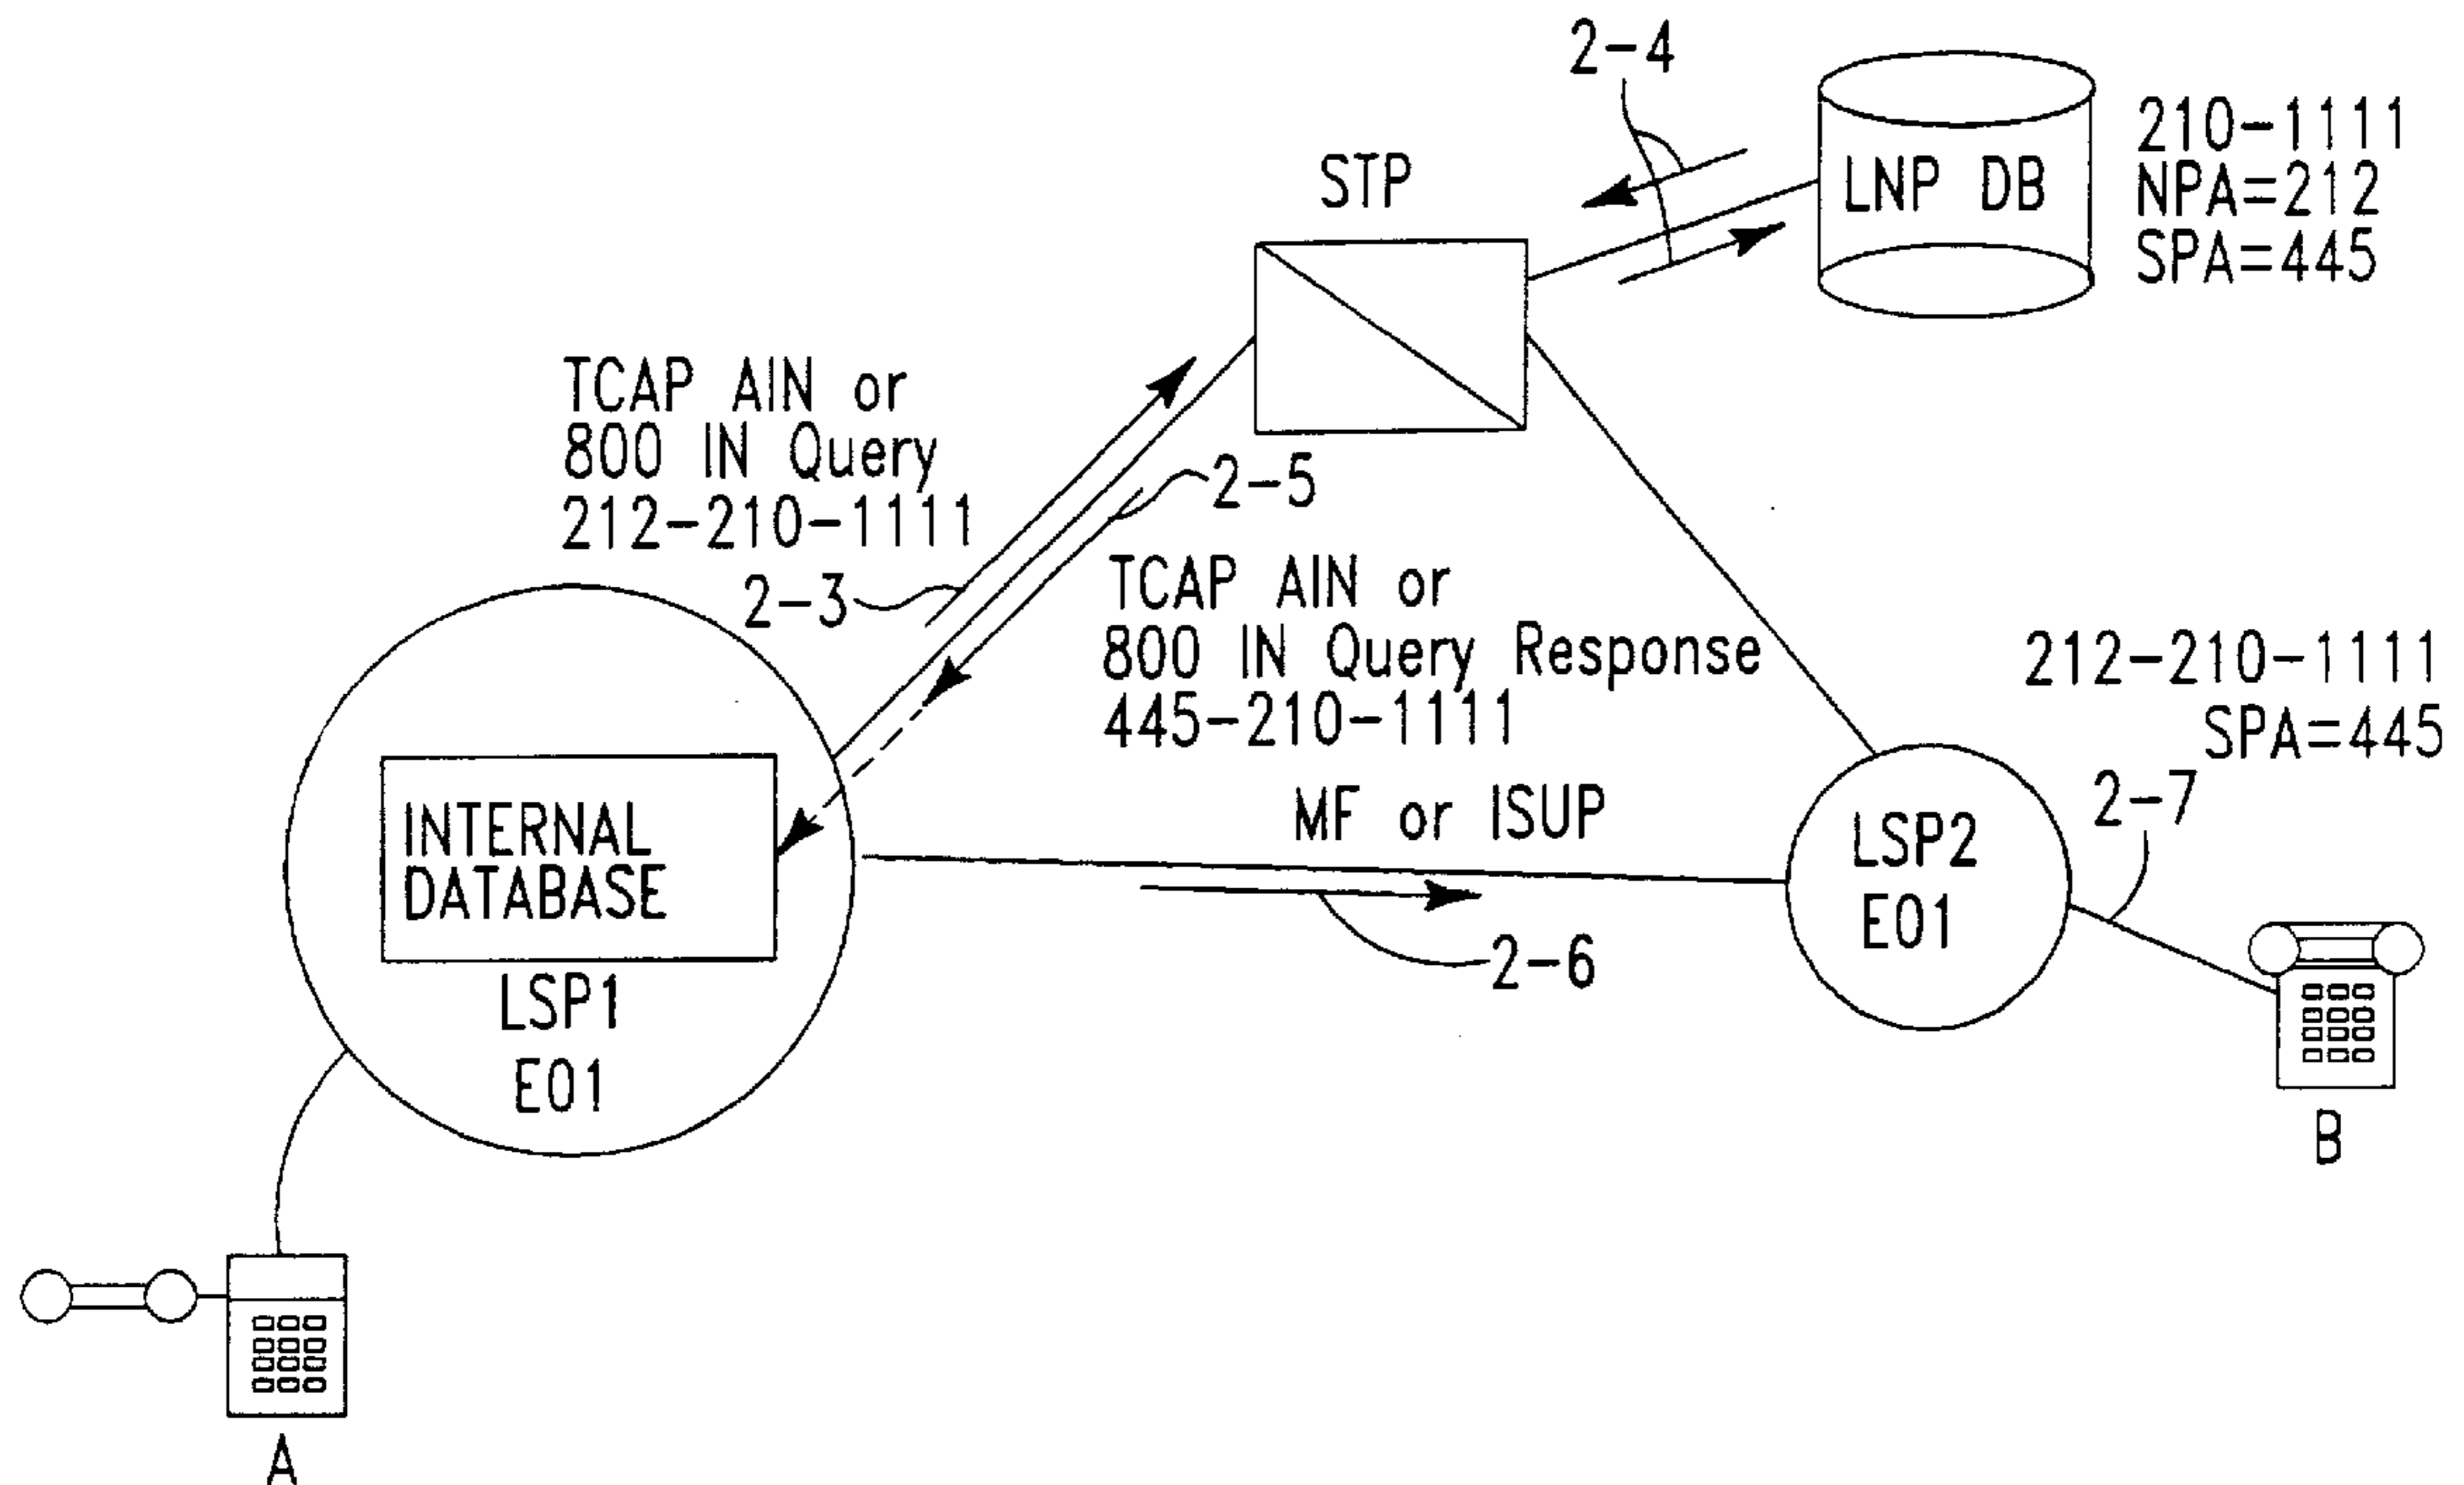 2-4
STP
LNP DB
210-1111
NPA=212
SPA=445
TCAP AIN or
800 IN Query
212-210-1111
2-3
2-5
TCAP AIN or
800 IN Query Response
445-210-1111
212-210-1111
SPA=445
2-7
MF or ISUP
INTERNAL
DATABASE
LSP1
E01
LSP2
E01
2-6
B
A